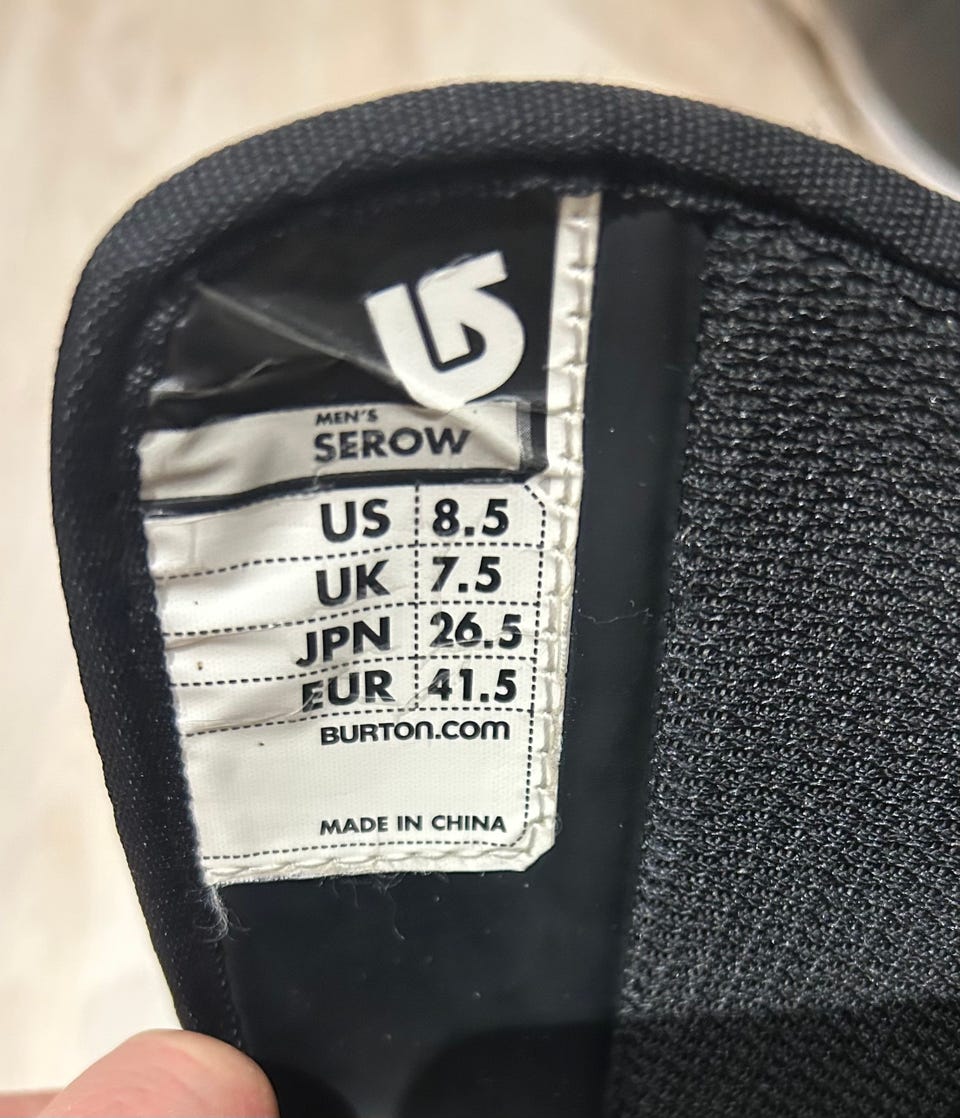 MEN'S
SEROW
US 8.5
UK 7.5
JPN 26.5
EUR 41.5
BURTON.COM
MADE IN CHINA